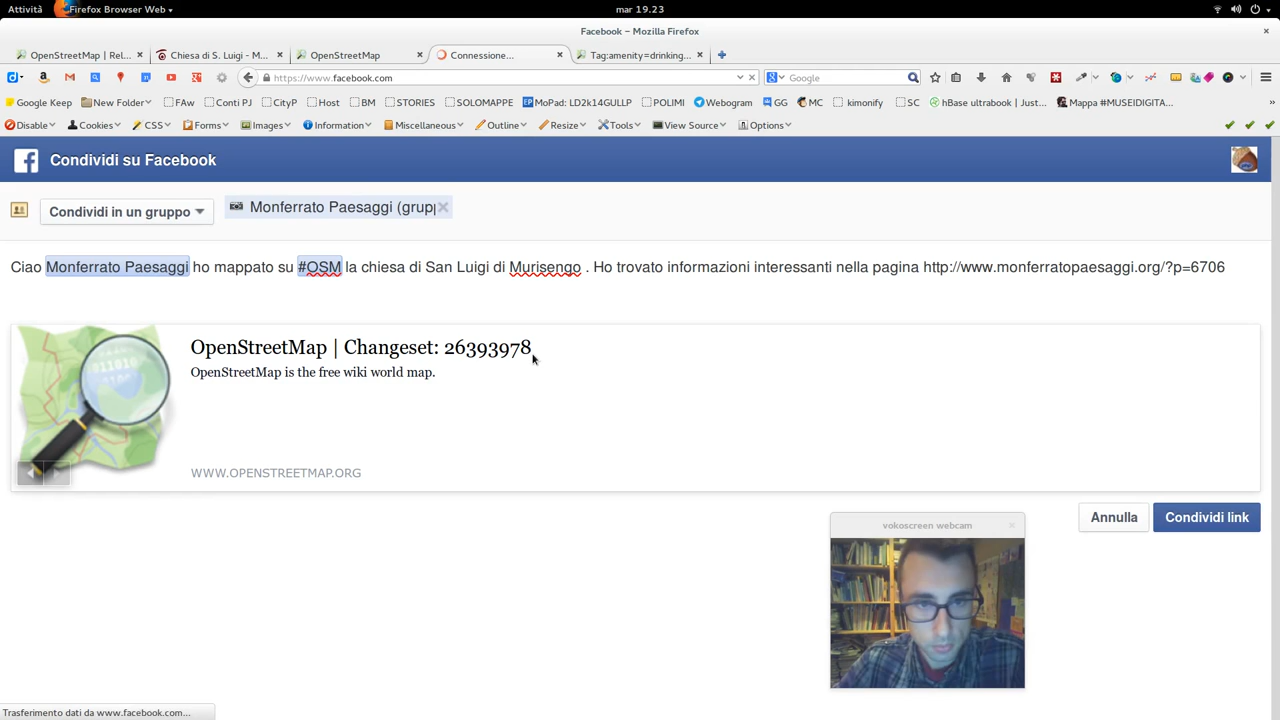 Attività Firefox Browser Web mar 19.23
Facebook – Mozilla Firefox
OpenStreetMap | Rel... Chiesa di S. Luigi - M... OpenStreetMap Connessione... Tag:amenity=drinking...
https://www.facebook.com Google
Google Keep New Folder FAw Conti PJ CityP Host BM STORIES SOLOMAPPE MoPad: LD2k14GULLP POLIMI Webogram GG MC kimonify SC hBase ultrabook | Just... Mappa #MUSEIDIGITA...
Disable Cookies CSS Forms Images Information Miscellaneous Outline Resize Tools View Source Options
Condividi su Facebook
Condividi in un gruppo Monferrato Paesaggi (grupp
Ciao Monferrato Paesaggi ho mappato su #OSM la chiesa di San Luigi di Murisengo . Ho trovato informazioni interessanti nella pagina http://www.monferratopaesaggi.org/?p=6706
OpenStreetMap | Changeset: 26393978
OpenStreetMap is the free wiki world map.
WWW.OPENSTREETMAP.ORG
Annulla Condividi link
vokoscreen webcam
Trasferimento dati da www.facebook.com...